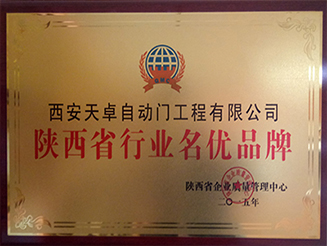 西安天卓自动门工程有限公司
陕西省行业名优品牌
陕西省企业质量管理中心
二〇一五年